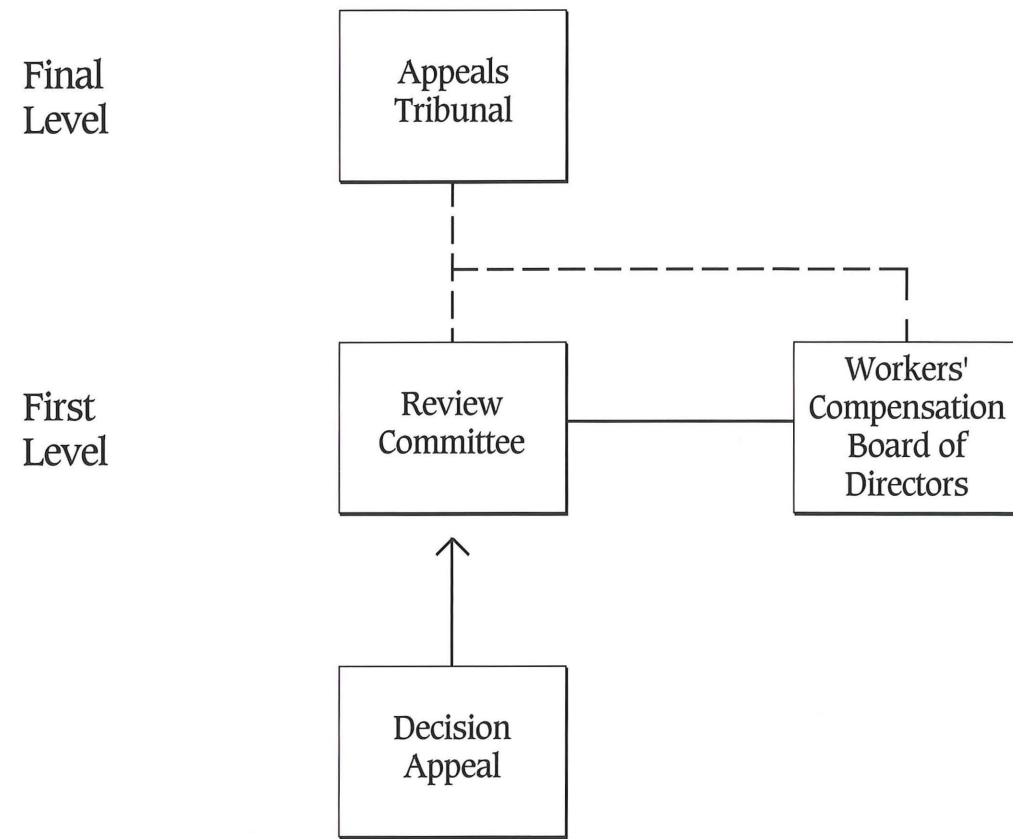 Final
Level
Appeals
Tribunal
First
Level
Review
Committee
Workers'
Compensation
Board of
Directors
Decision
Appeal